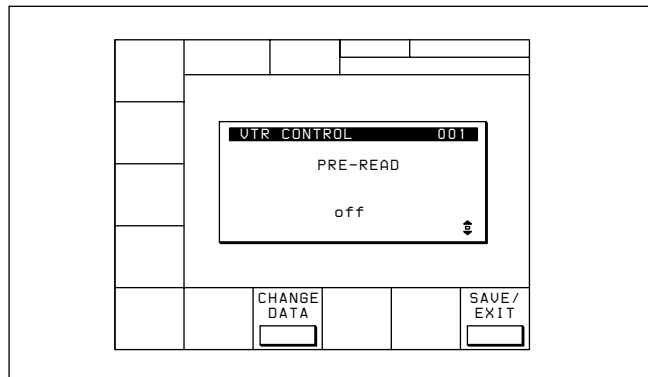 VTR CONTROL 001
PRE-READ
off
CHANGE
DATA
SAVE/
EXIT